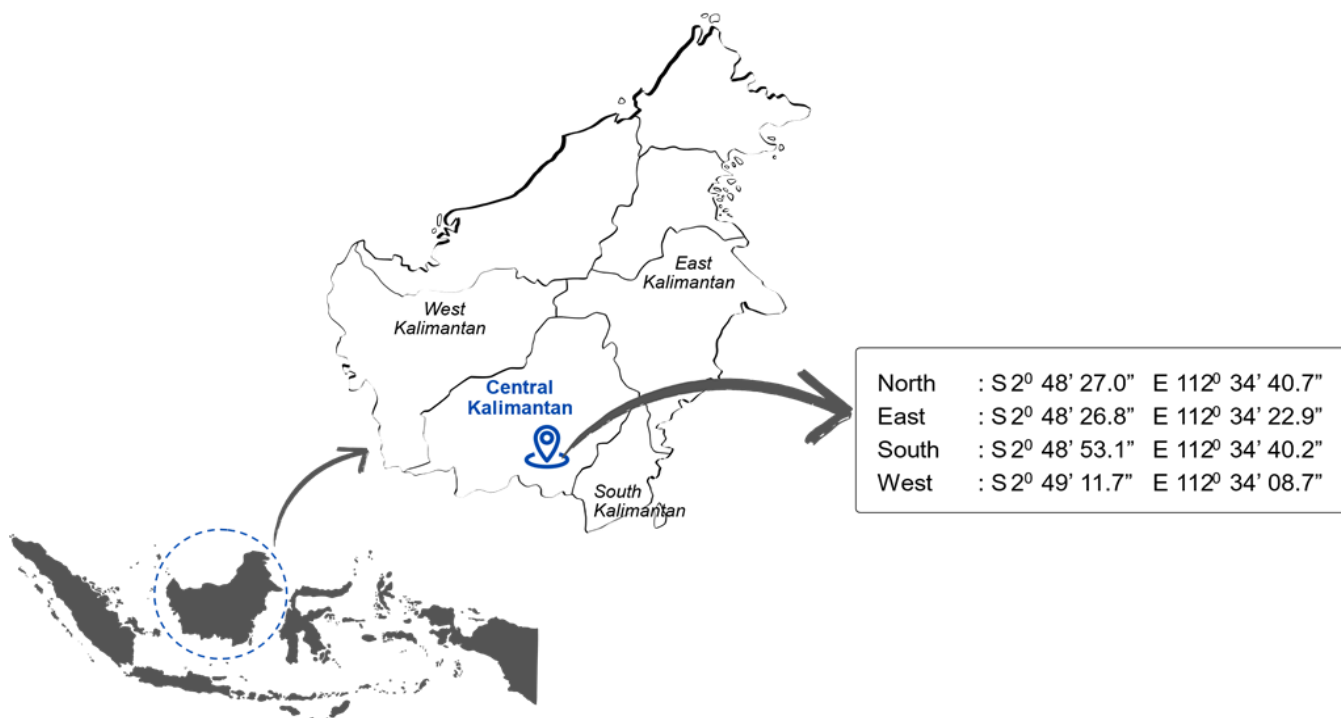 East
Kalimantan
West
Kalimantan
Central
Kalimantan
South
Kalimantan
North : S 2⁰ 48’ 27.0” E 112⁰ 34’ 40.7”
East : S 2⁰ 48’ 26.8” E 112⁰ 34’ 22.9”
South : S 2⁰ 48’ 53.1” E 112⁰ 34’ 40.2”
West : S 2⁰ 49’ 11.7” E 112⁰ 34’ 08.7”